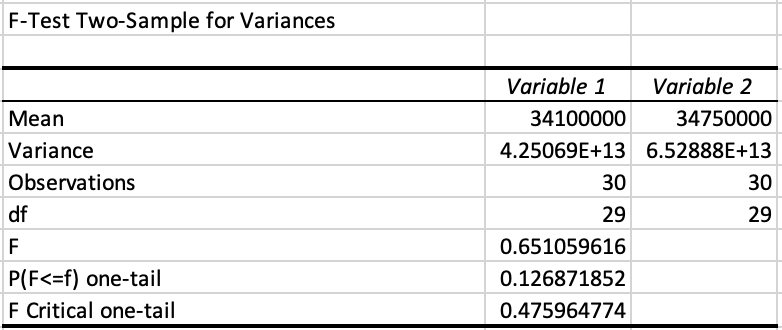 F-Test Two-Sample for Variances
Variable 1 Variable 2
Mean 34100000 34750000
Variance 4.25069E+13 6.52888E+13
Observations 30 30
df 29 29
F 0.651059616
P(F<=f) one-tail 0.126871852
F Critical one-tail 0.475964774